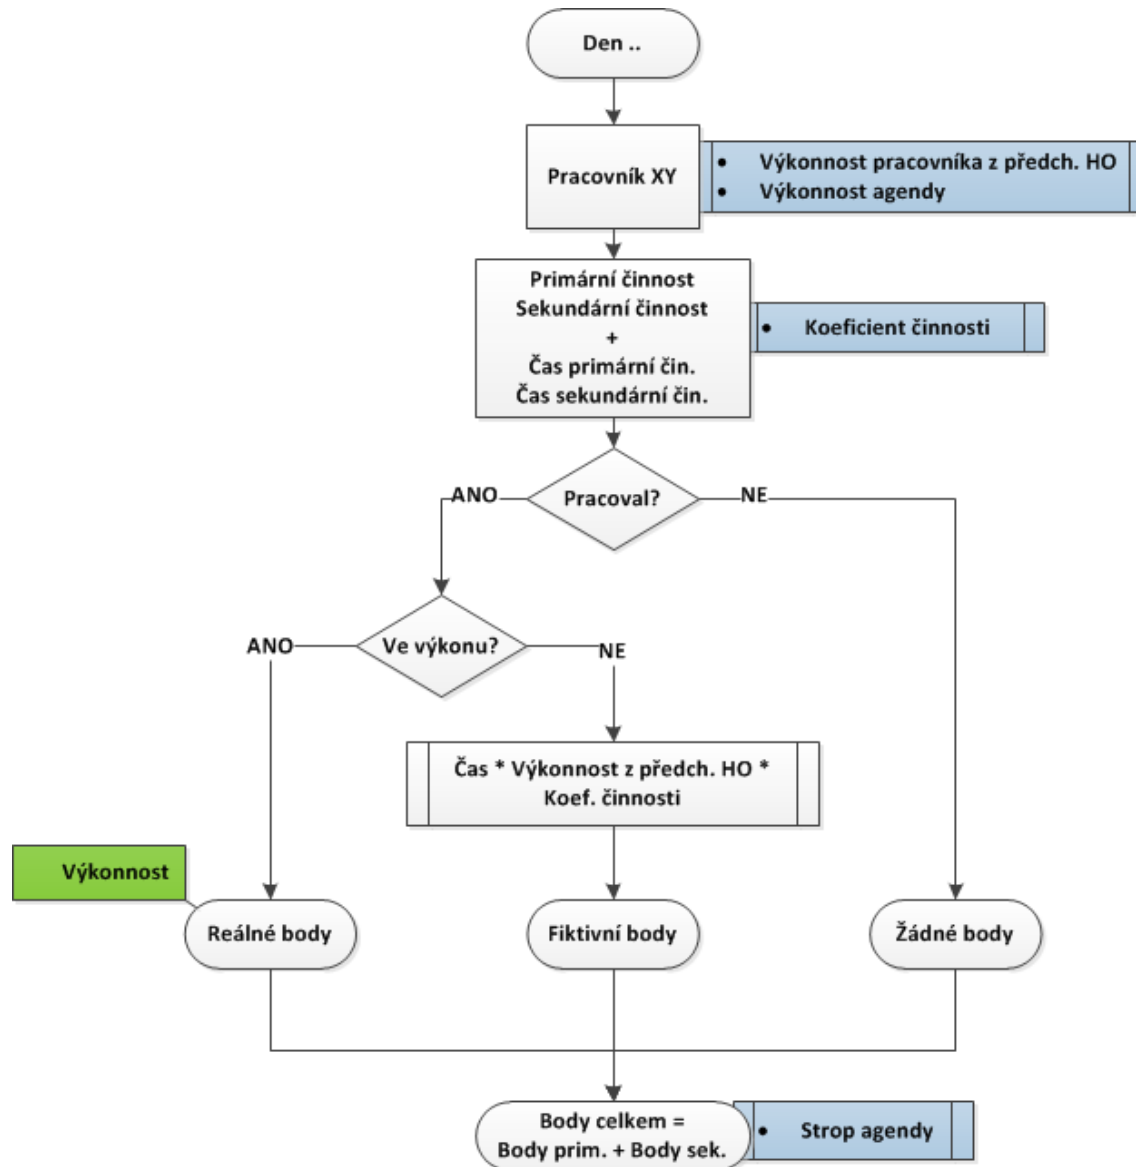 Den ..
Pracovník XY
• Výkonnost pracovníka z předch. HO
• Výkonnost agendy
Primární činnost
Sekundární činnost
+
Čas primární čin.
Čas sekundární čin.
• Koeficient činnosti
Pracoval?
ANO
NE
Ve výkonu?
ANO
NE
Čas * Výkonnost z předch. HO *
Koef. činnosti
Výkonnost
Reálné body
Fiktivní body
Žádné body
Body celkem =
Body prim. + Body sek.
• Strop agendy